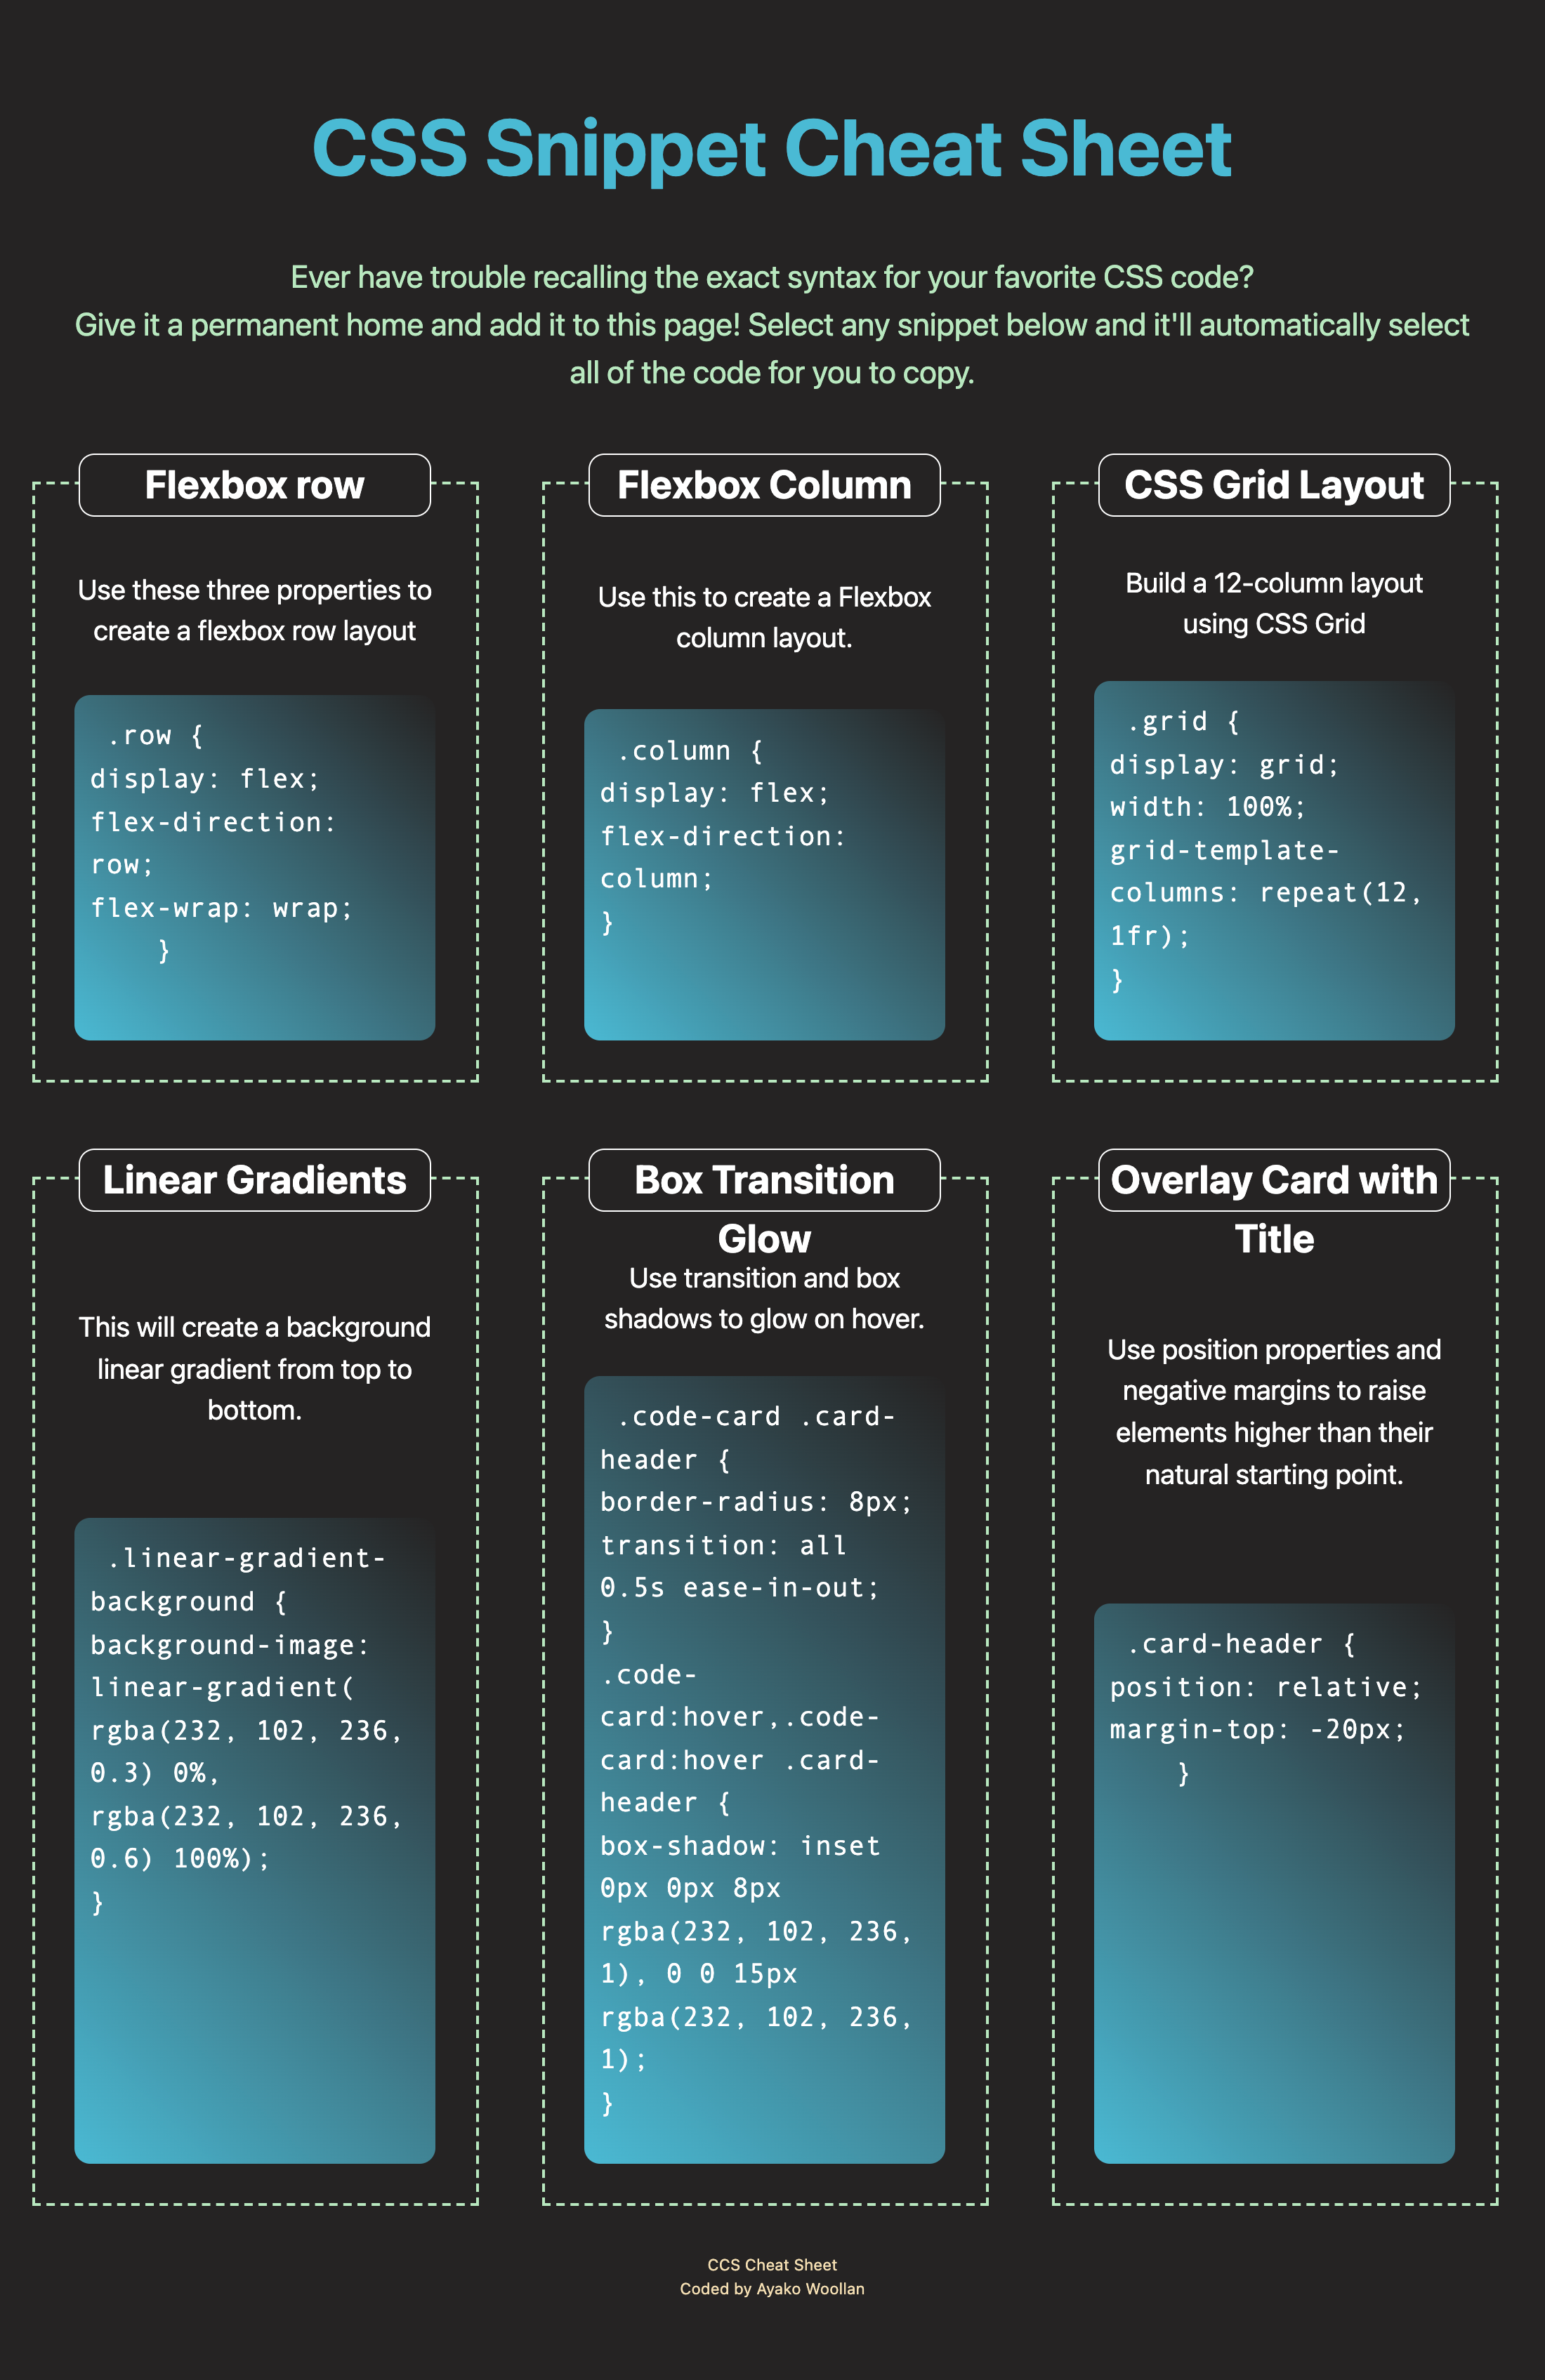 CSS Snippet Cheat Sheet
Ever have trouble recalling the exact syntax for your favorite CSS code?
Give it a permanent home and add it to this page! Select any snippet below and it'll automatically select
all of the code for you to copy.
Flexbox row
Use these three properties to
create a flexbox row layout
.row {
display: flex;
flex-direction:
row;
flex-wrap: wrap;
}
Flexbox Column
Use this to create a Flexbox
column layout.
.column {
display: flex;
flex-direction:
column;
}
CSS Grid Layout
Build a 12-column layout
using CSS Grid
.grid {
display: grid;
width: 100%;
grid-template-
columns: repeat(12,
1fr);
}
Linear Gradients
This will create a background
linear gradient from top to
bottom.
.linear-gradient-
background {
background-image:
linear-gradient(
rgba(232, 102, 236,
0.3) 0%,
rgba(232, 102, 236,
0.6) 100%);
}
Box Transition
Glow
Use transition and box
shadows to glow on hover.
.code-card .card-
header {
border-radius: 8px;
transition: all
0.5s ease-in-out;
}
.code-
card:hover,.code-
card:hover .card-
header {
box-shadow: inset
0px 0px 8px
rgba(232, 102, 236,
1), 0 0 15px
rgba(232, 102, 236,
1);
}
Overlay Card with
Title
Use position properties and
negative margins to raise
elements higher than their
natural starting point.
.card-header {
position: relative;
margin-top: -20px;
}
CCS Cheat Sheet
Coded by Ayako Woollan